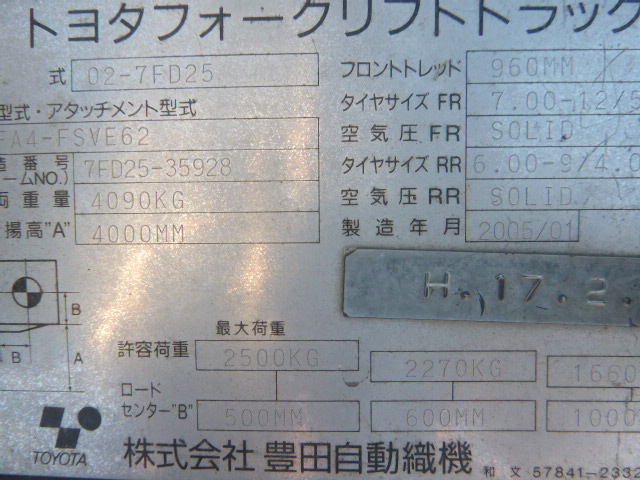 トヨタフォークリフトトラック
式 02-7FD25 フロントトレッド 960MM
型式・アタッチメント型式 タイヤサイズ FR 7.00-12/5
FA4-FSVE62 空気圧 FR SOLID
番号 ームNO.) 7FD25-35928 タイヤサイズ RR 6.00-9/4.0
重量 4090KG 空気圧 RR SOLID
揚高"A" 4000MM 製造年月 2005/01
H.17.2.
最大荷重
許容荷重 2500KG 2270KG 1660
B
B A
ロード
センター"B" 500MM 600MM 1000
TOYOTA 株式会社 豊田自動織機 和文 57841-2332